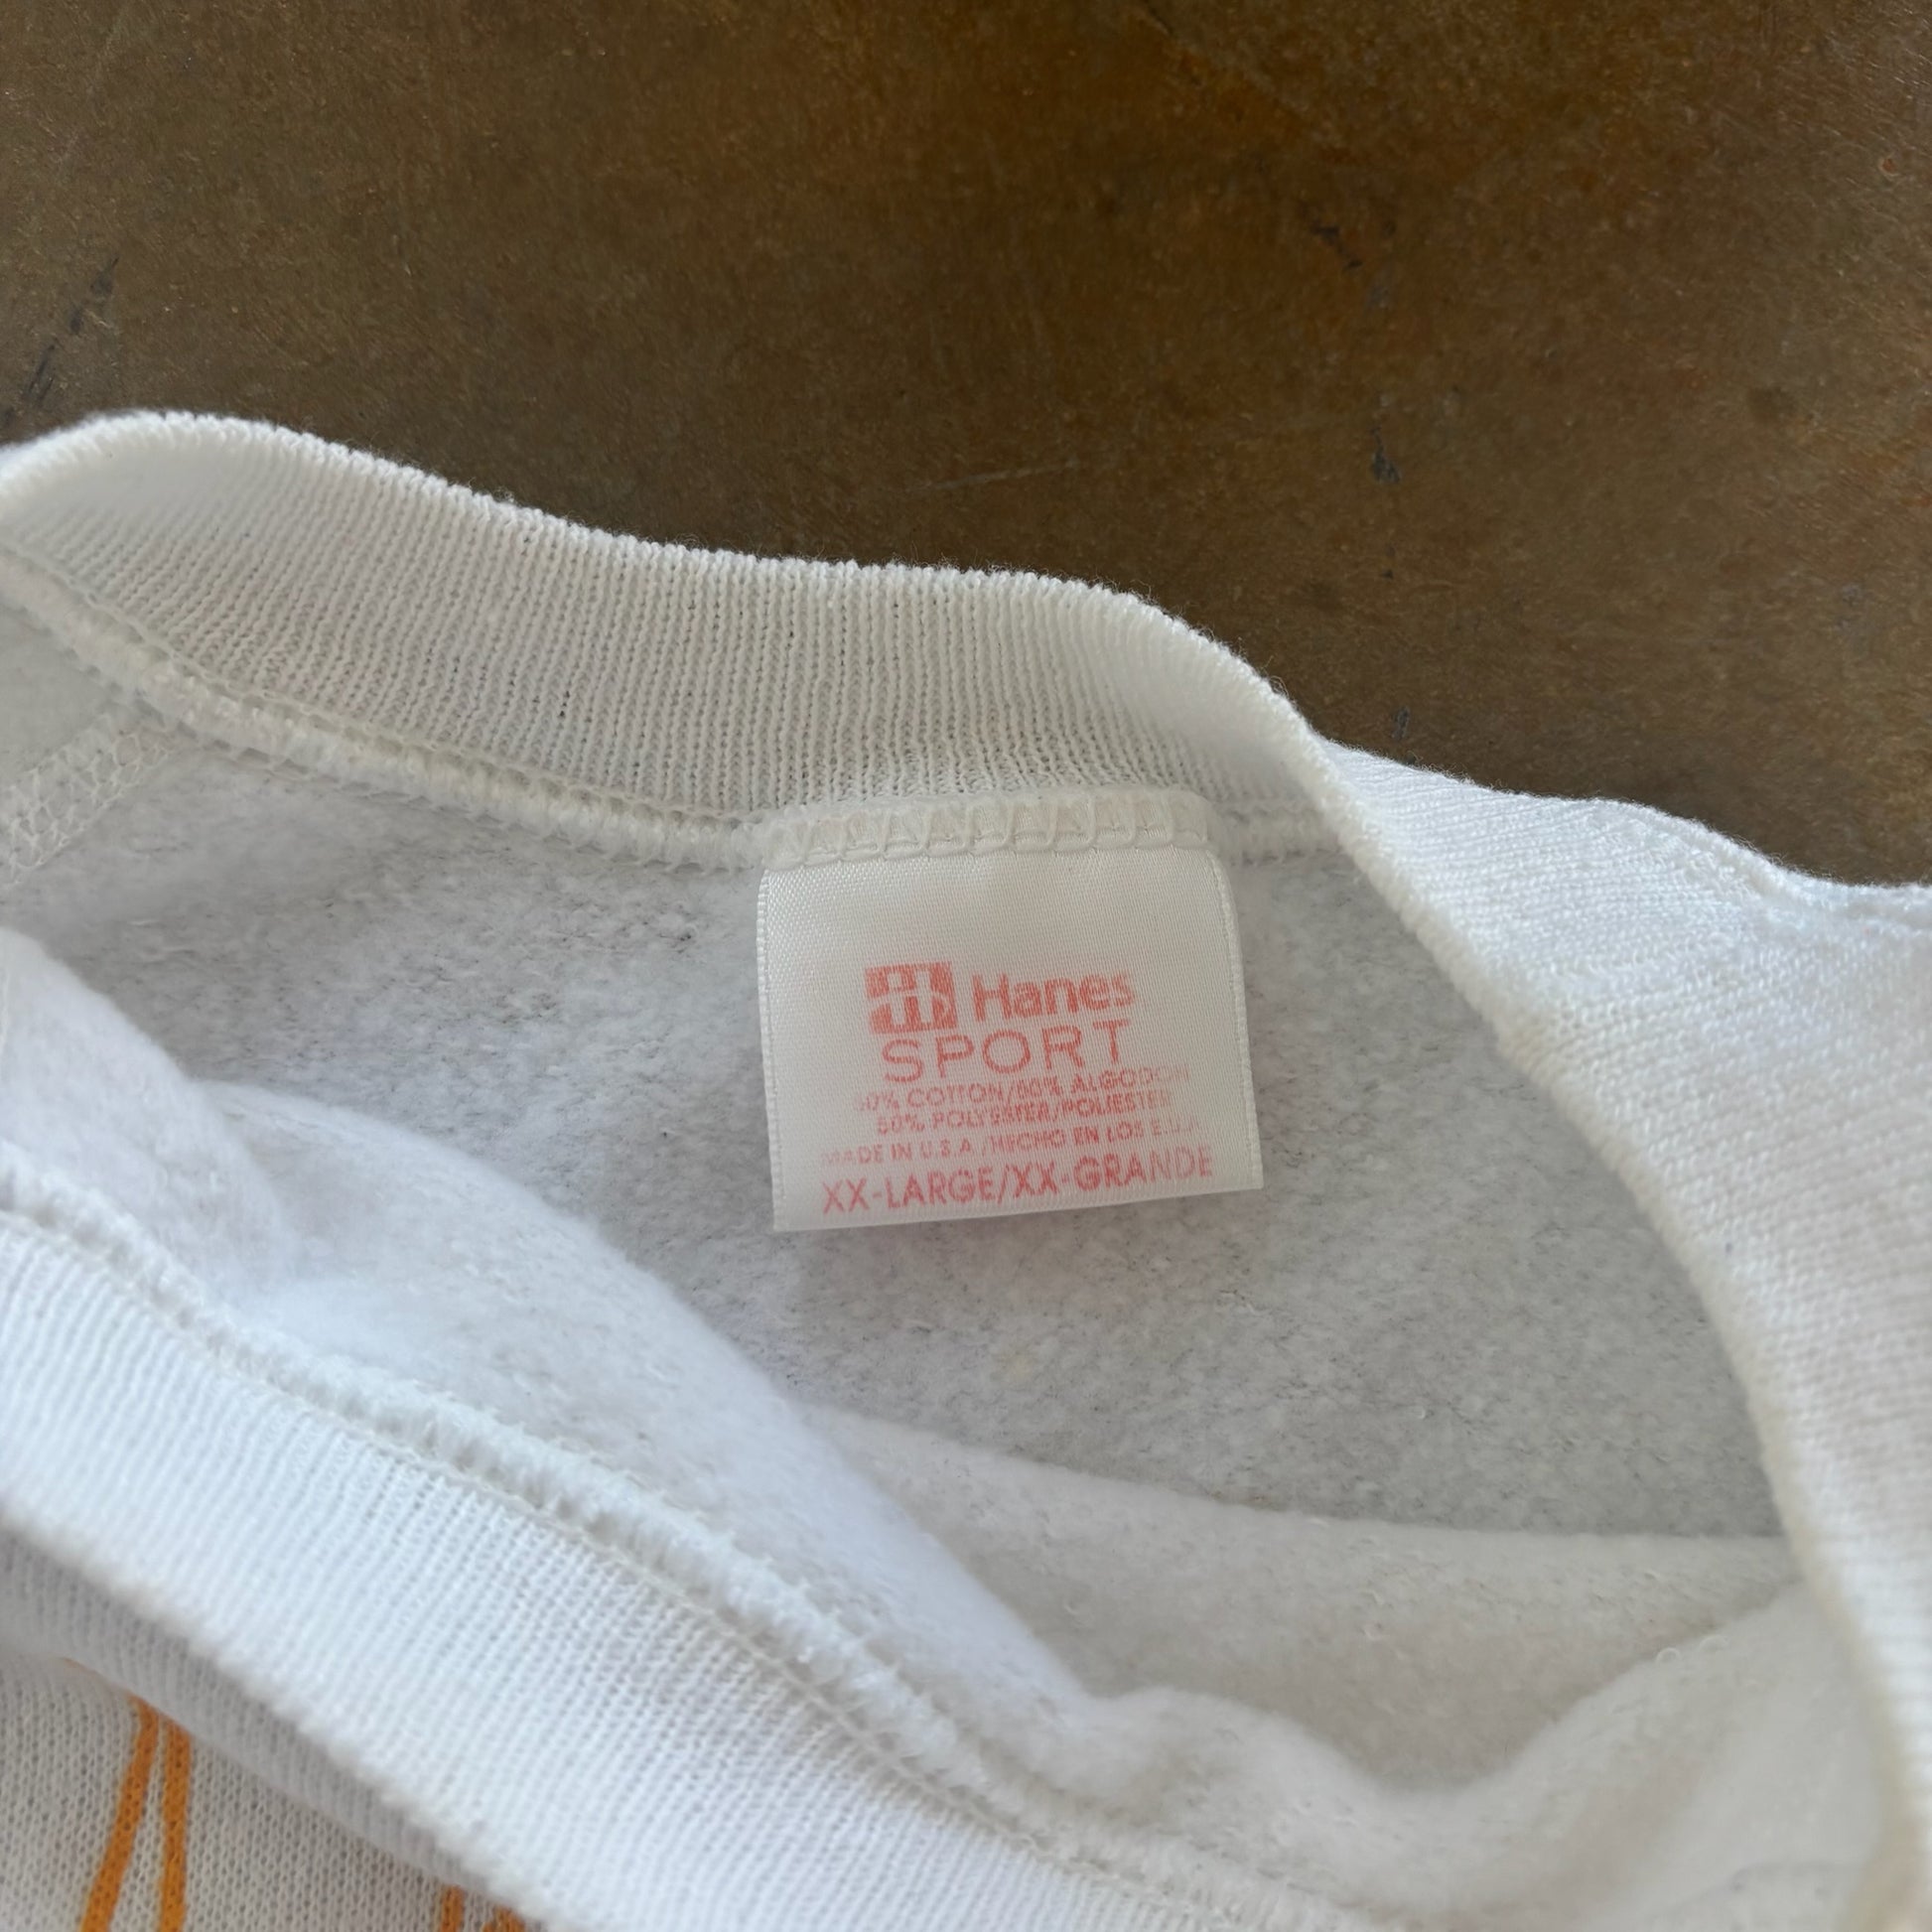 Hanes
SPORT
50% COTTON/50% ALGODON
50% POLYESTER/POLIESTER
MADE IN U.S.A./HECHO EN LOS E.U.A.
XX-LARGE/XX-GRANDE